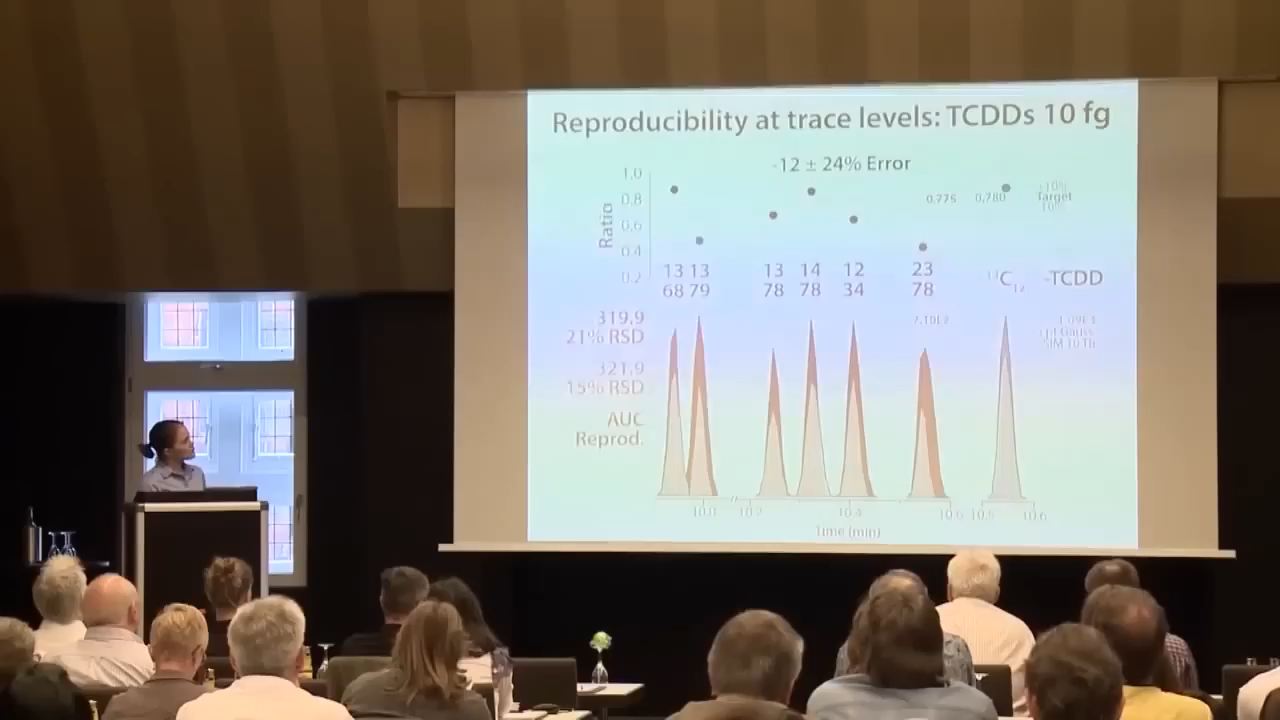 Reproducibility at trace levels: TCDDs 10 fg
-12 ± 24% Error
Ratio
1.0
0.8
0.6
0.4
0.2
0.775 0.780
Target
13 13 13 14 12 23
68 79 78 78 34 78
C12 -TCDD
319.9
21% RSD
321.9
15% RSD
AUC
Reprod.
10.0 10.2 10.4 10.6 10.5 10.6
Time (min)